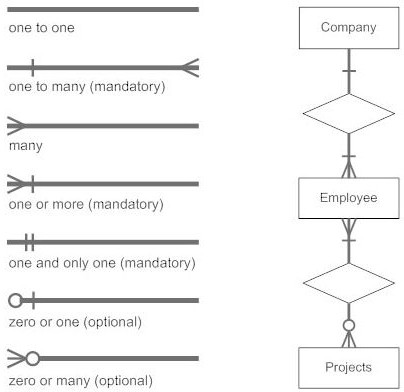 one to one
one to many (mandatory)
many
one or more (mandatory)
one and only one (mandatory)
zero or one (optional)
zero or many (optional)
Company
Employee
Projects